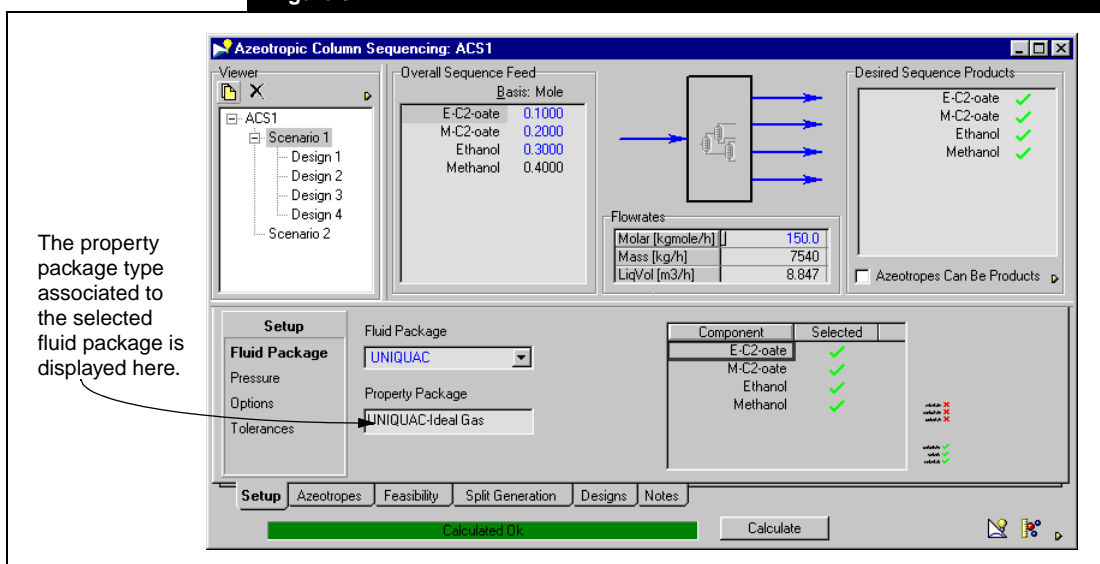 Azeotropic Column Sequencing: ACS1
Viewer
ACS1
Scenario 1
Design 1
Design 2
Design 3
Design 4
Scenario 2
Overall Sequence Feed
Basis: Mole
E-C2-oate 0.1000
M-C2-oate 0.2000
Ethanol 0.3000
Methanol 0.4000
Flowrates
Molar [kgmole/h] 150.0
Mass [kg/h] 7540
LiqVol [m3/h] 8.847
Desired Sequence Products
E-C2-oate
M-C2-oate
Ethanol
Methanol
Azeotropes Can Be Products
The property
package type
associated to
the selected
fluid package is
displayed here.
Setup
Fluid Package
Pressure
Options
Tolerances
Fluid Package
UNIQUAC
Property Package
UNIQUAC-Ideal Gas
Component Selected
E-C2-oate
M-C2-oate
Ethanol
Methanol
Setup Azeotropes Feasibility Split Generation Designs Notes
Calculated Ok
Calculate